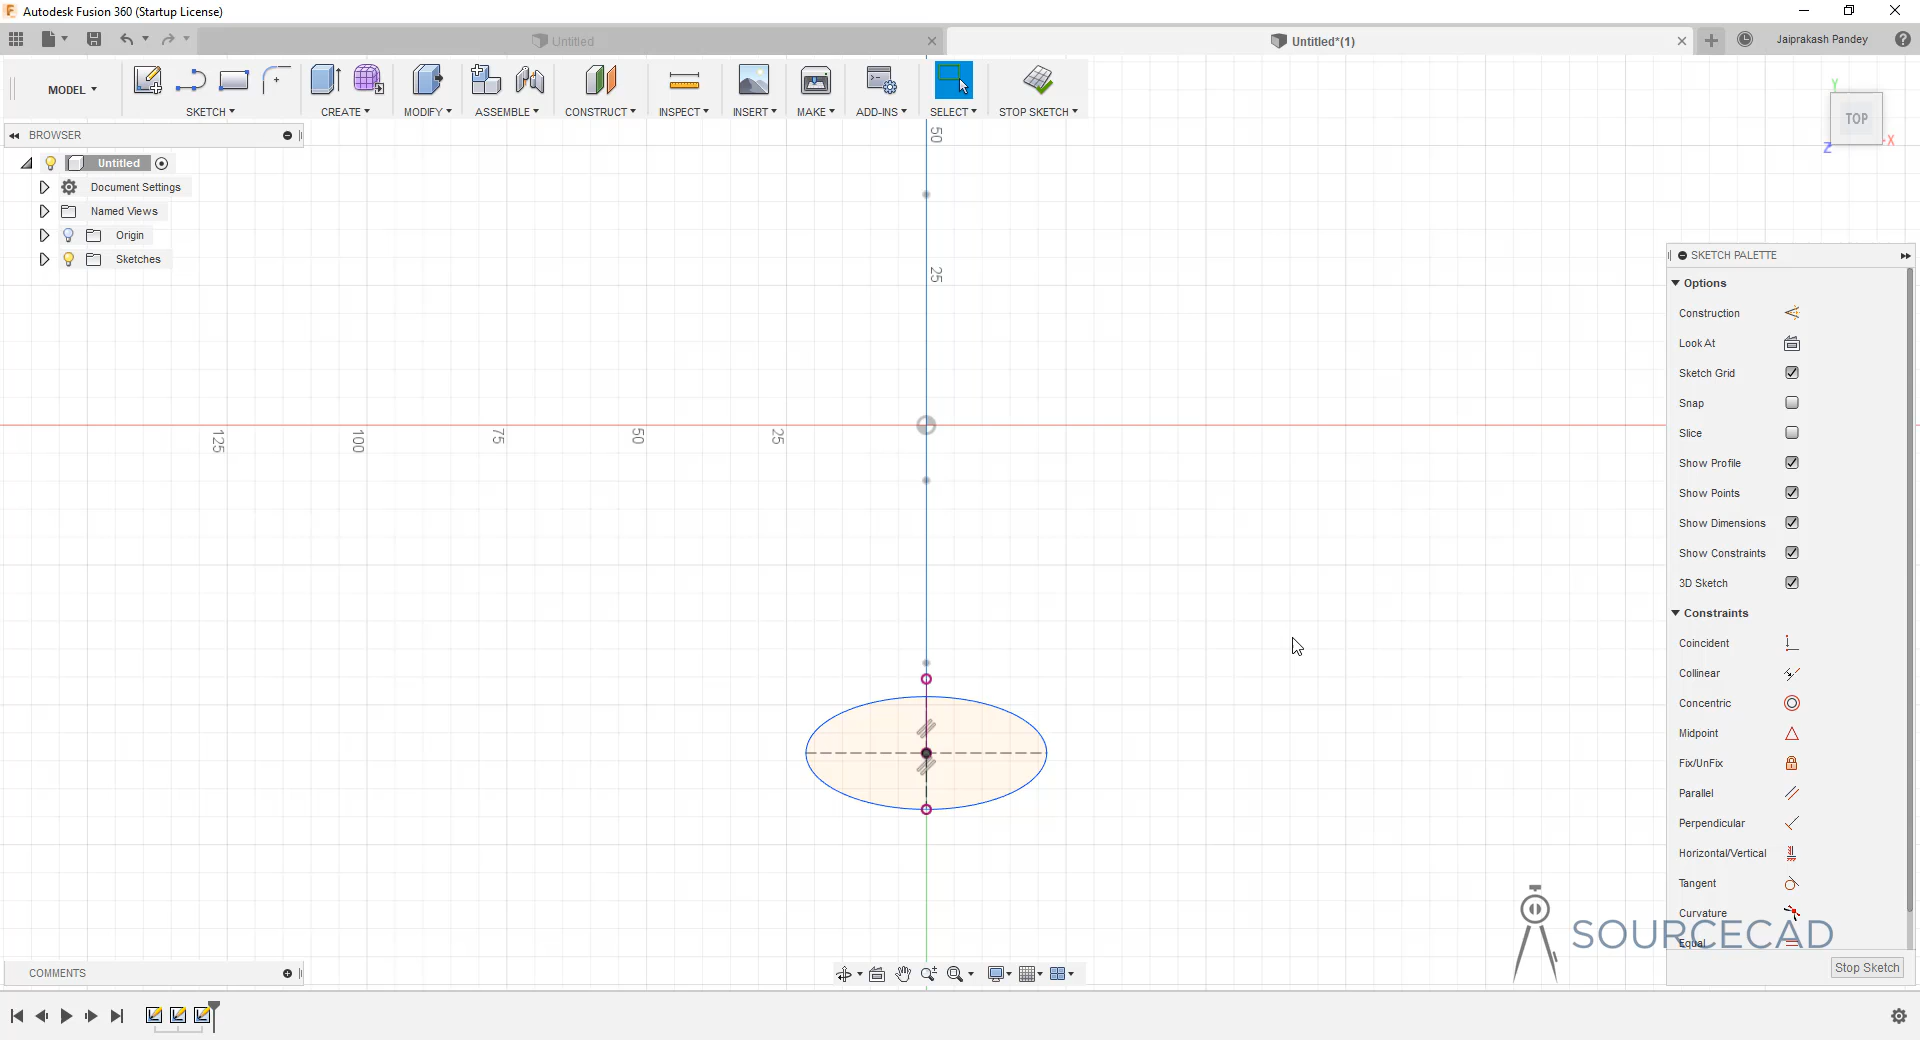 Autodesk Fusion 360 (Startup License)
Untitled
Untitled*(1)
Jaiprakash Pandey
MODEL
SKETCH
CREATE
MODIFY
ASSEMBLE
CONSTRUCT
INSPECT
INSERT
MAKE
ADD-INS
SELECT
STOP SKETCH
BROWSER
Untitled
Document Settings
Named Views
Origin
Sketches
Y
TOP
X
Z
50
25
125
100
75
50
25
SKETCH PALETTE
Options
Construction
Look At
Sketch Grid
Snap
Slice
Show Profile
Show Points
Show Dimensions
Show Constraints
3D Sketch
Constraints
Coincident
Collinear
Concentric
Midpoint
Fix/UnFix
Parallel
Perpendicular
Horizontal/Vertical
Tangent
Curvature
Equal
SOURCECAD
Stop Sketch
COMMENTS